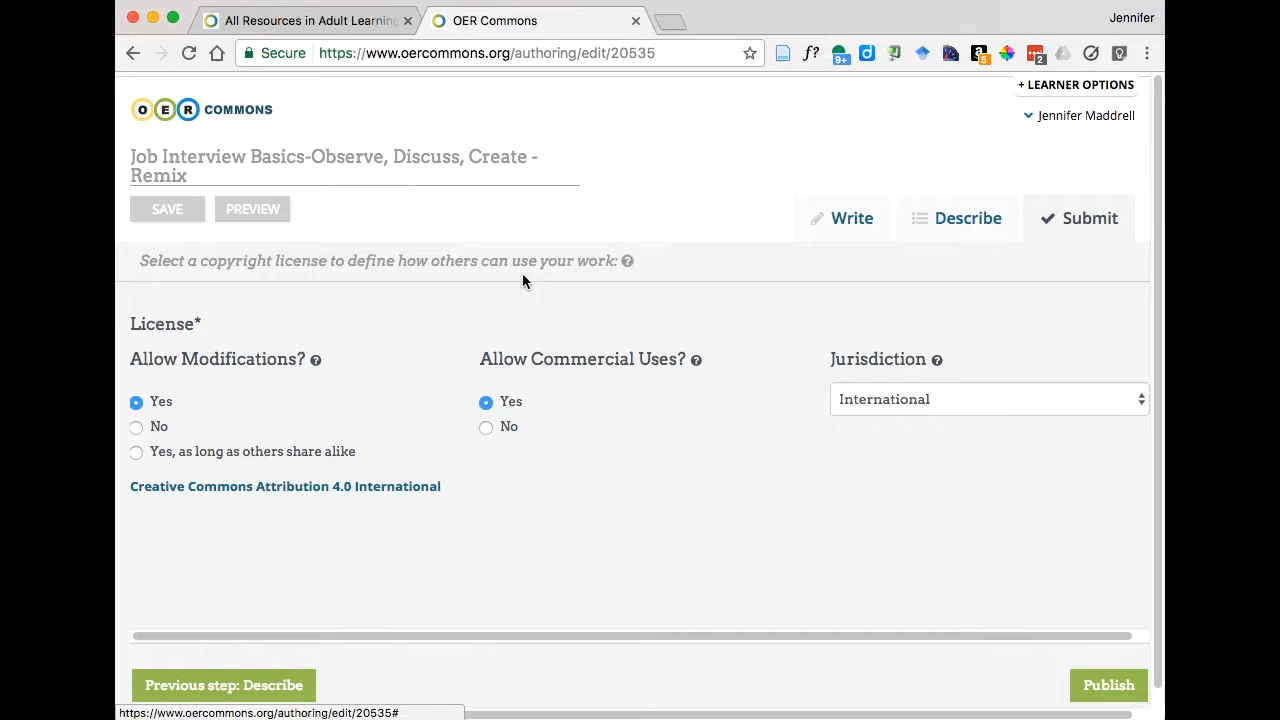 All Resources in Adult Learning
OER Commons
Jennifer
Secure
https://www.oercommons.org/authoring/edit/20535
f?
9+
d
a
5
2
+ LEARNER OPTIONS
OER COMMONS
Jennifer Maddrell
Job Interview Basics-Observe, Discuss, Create -
Remix
SAVE
PREVIEW
Write
Describe
Submit
Select a copyright license to define how others can use your work: ?
License*
Allow Modifications? ?
Allow Commercial Uses? ?
Jurisdiction ?
Yes
Yes
International
No
No
Yes, as long as others share alike
Creative Commons Attribution 4.0 International
Previous step: Describe
Publish
https://www.oercommons.org/authoring/edit/20535#